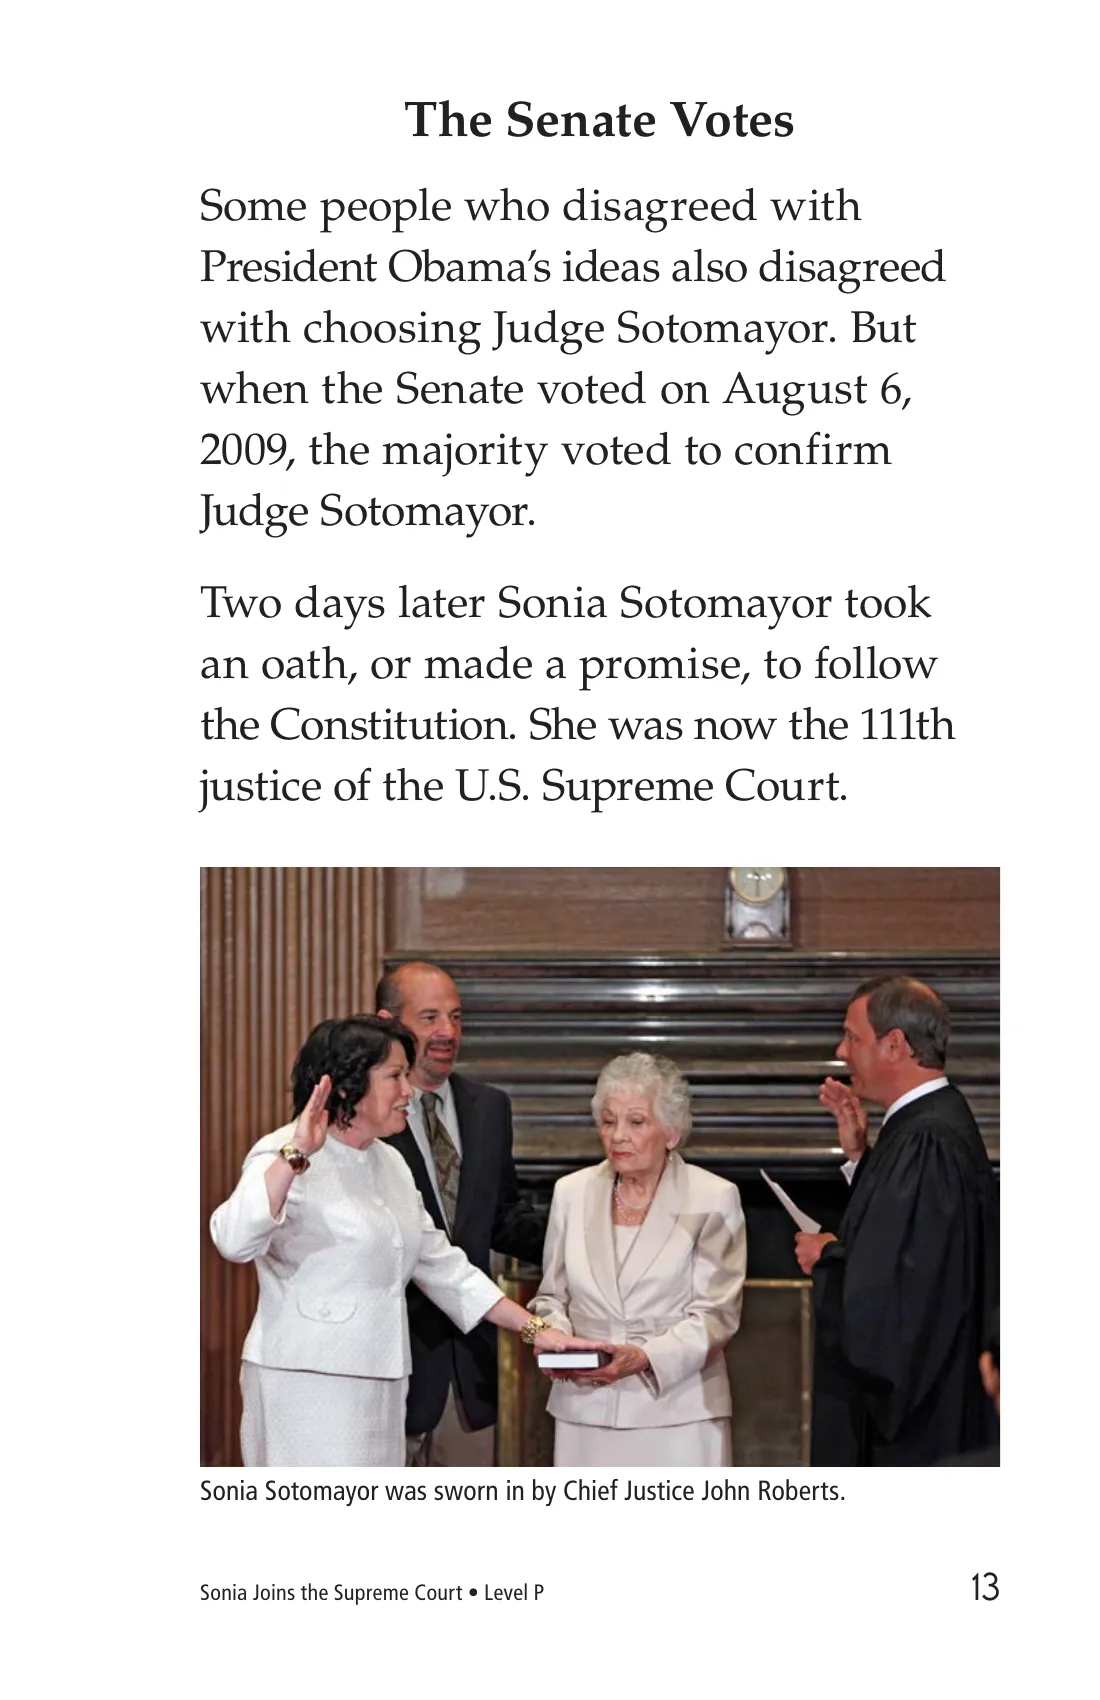 The Senate Votes
Some people who disagreed with
President Obama’s ideas also disagreed
with choosing Judge Sotomayor. But
when the Senate voted on August 6,
2009, the majority voted to confirm
Judge Sotomayor.
Two days later Sonia Sotomayor took
an oath, or made a promise, to follow
the Constitution. She was now the 111th
justice of the U.S. Supreme Court.
Sonia Sotomayor was sworn in by Chief Justice John Roberts.
Sonia Joins the Supreme Court • Level P
13